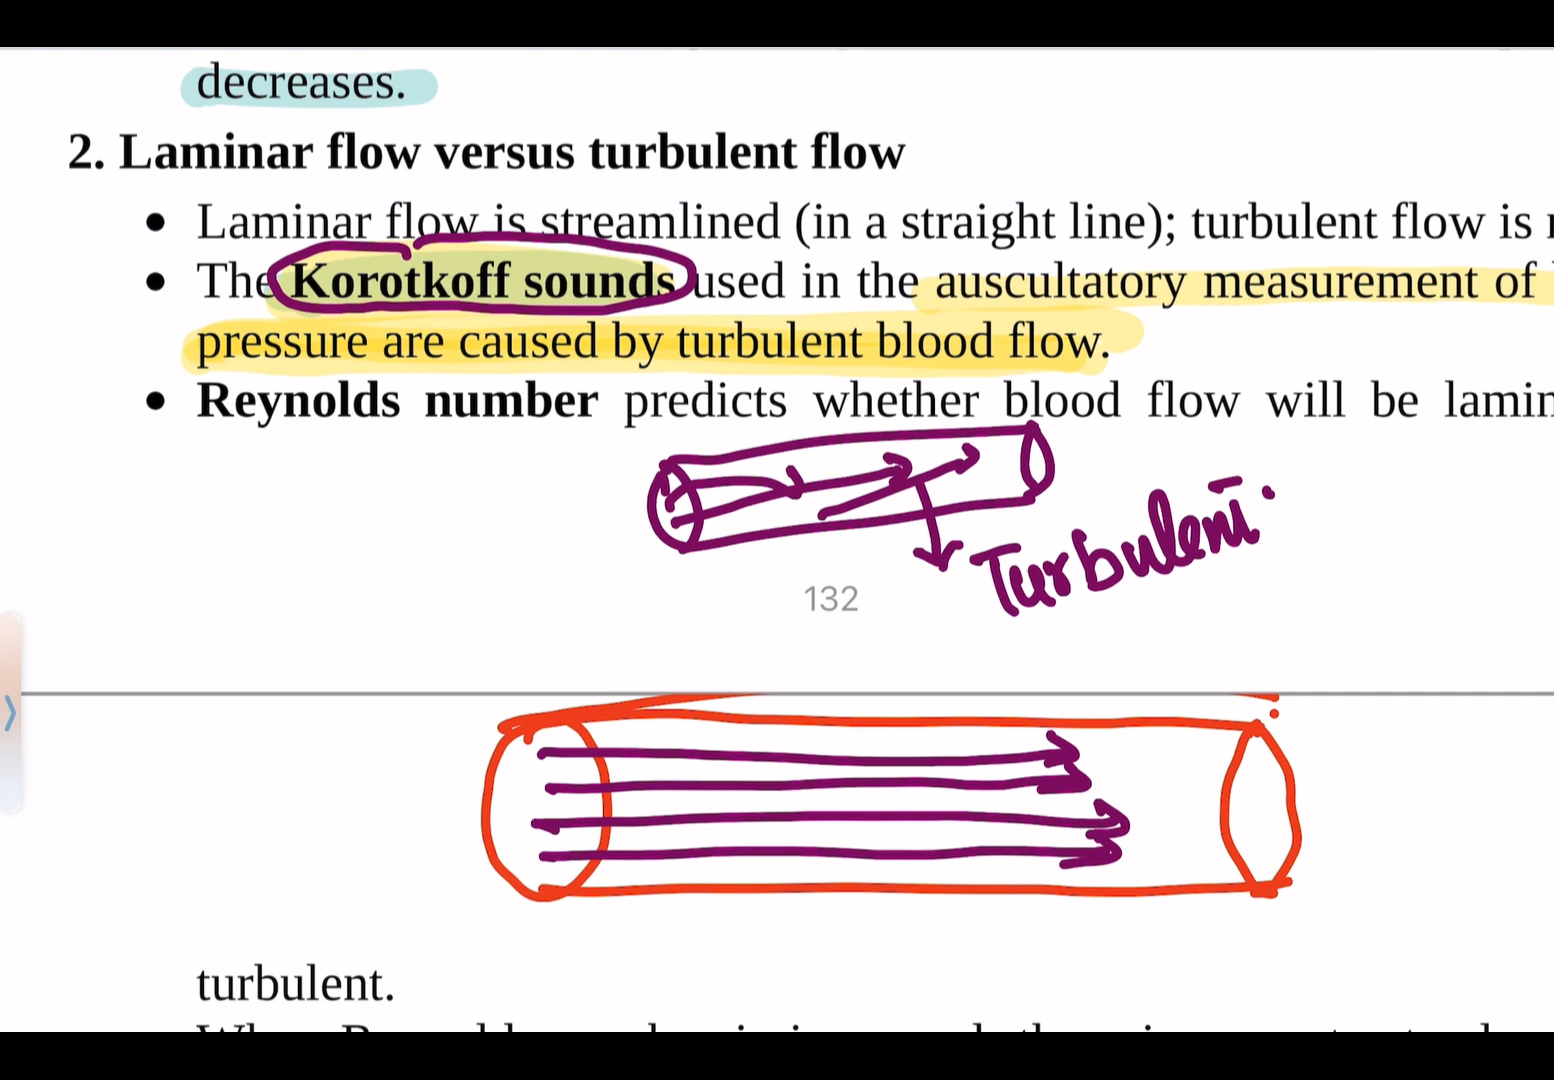 decreases.
2. Laminar flow versus turbulent flow
• Laminar flow is streamlined (in a straight line); turbulent flow is
• The Korotkoff sounds used in the auscultatory measurement of
pressure are caused by turbulent blood flow.
• Reynolds number predicts whether blood flow will be lamin
Turbulent.
132
turbulent.